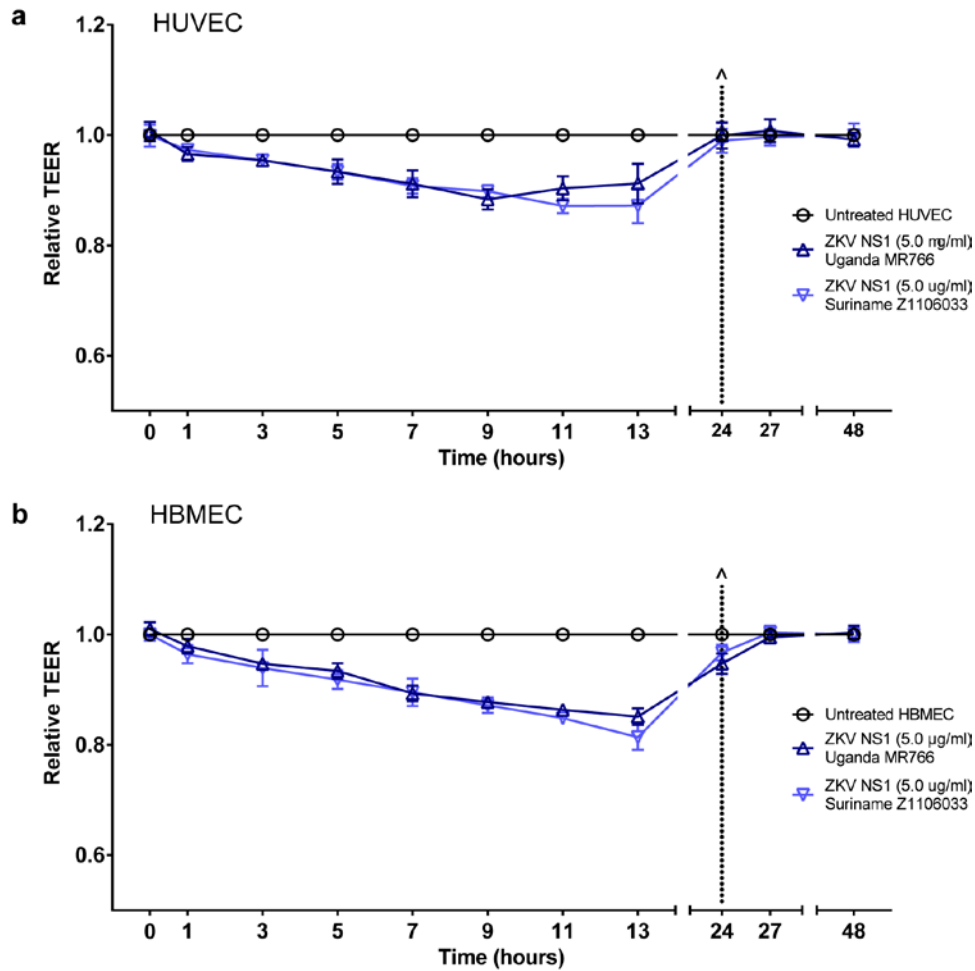 a
HUVEC
1.2
1.0
0.8
0.6
Relative TEER
^
Untreated HUVEC
ZKV NS1 (5.0 mg/ml)
Uganda MR766
ZKV NS1 (5.0 ug/ml)
Suriname Z1106033
0 1 3 5 7 9 11 13 24 27 48
Time (hours)
b
HBMEC
1.2
1.0
0.8
0.6
Relative TEER
^
Untreated HBMEC
ZKV NS1 (5.0 µg/ml)
Uganda MR766
ZKV NS1 (5.0 ug/ml)
Suriname Z1106033
0 1 3 5 7 9 11 13 24 27 48
Time (hours)